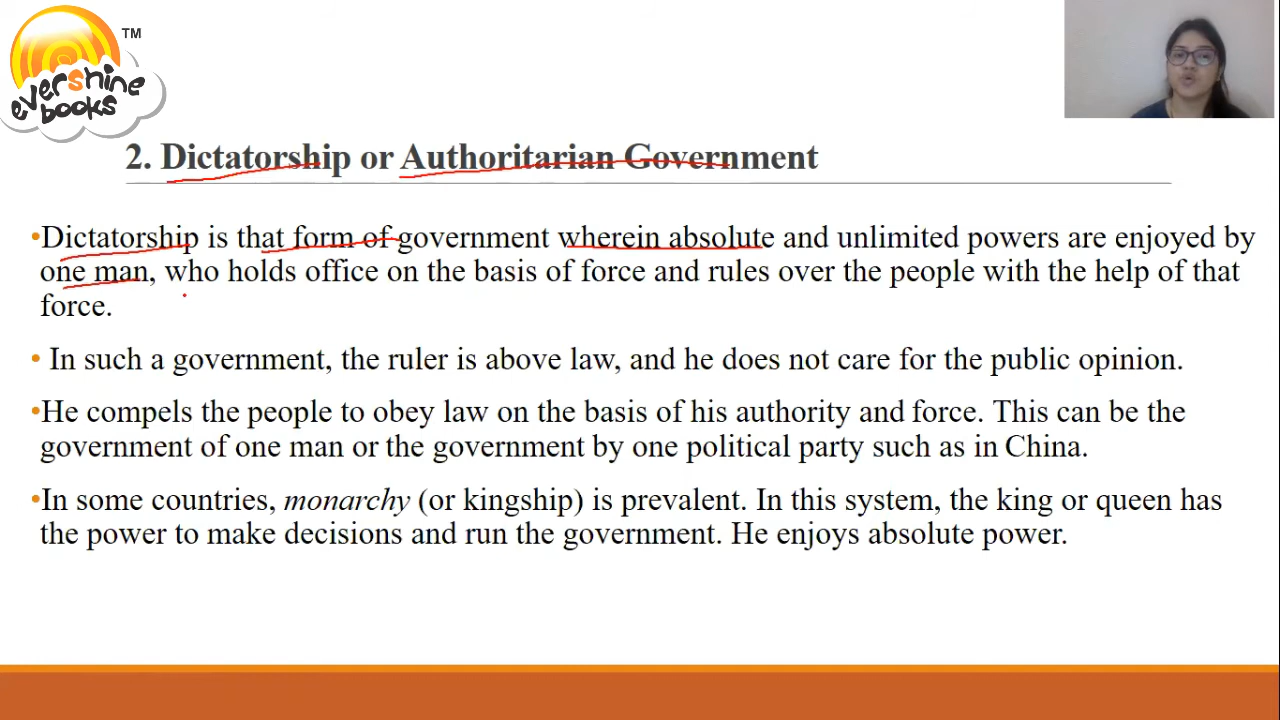 evershine
books
TM
2. Dictatorship or Authoritarian Government
•Dictatorship is that form of government wherein absolute and unlimited powers are enjoyed by
one man, who holds office on the basis of force and rules over the people with the help of that
force.
• In such a government, the ruler is above law, and he does not care for the public opinion.
•He compels the people to obey law on the basis of his authority and force. This can be the
government of one man or the government by one political party such as in China.
•In some countries, monarchy (or kingship) is prevalent. In this system, the king or queen has
the power to make decisions and run the government. He enjoys absolute power.